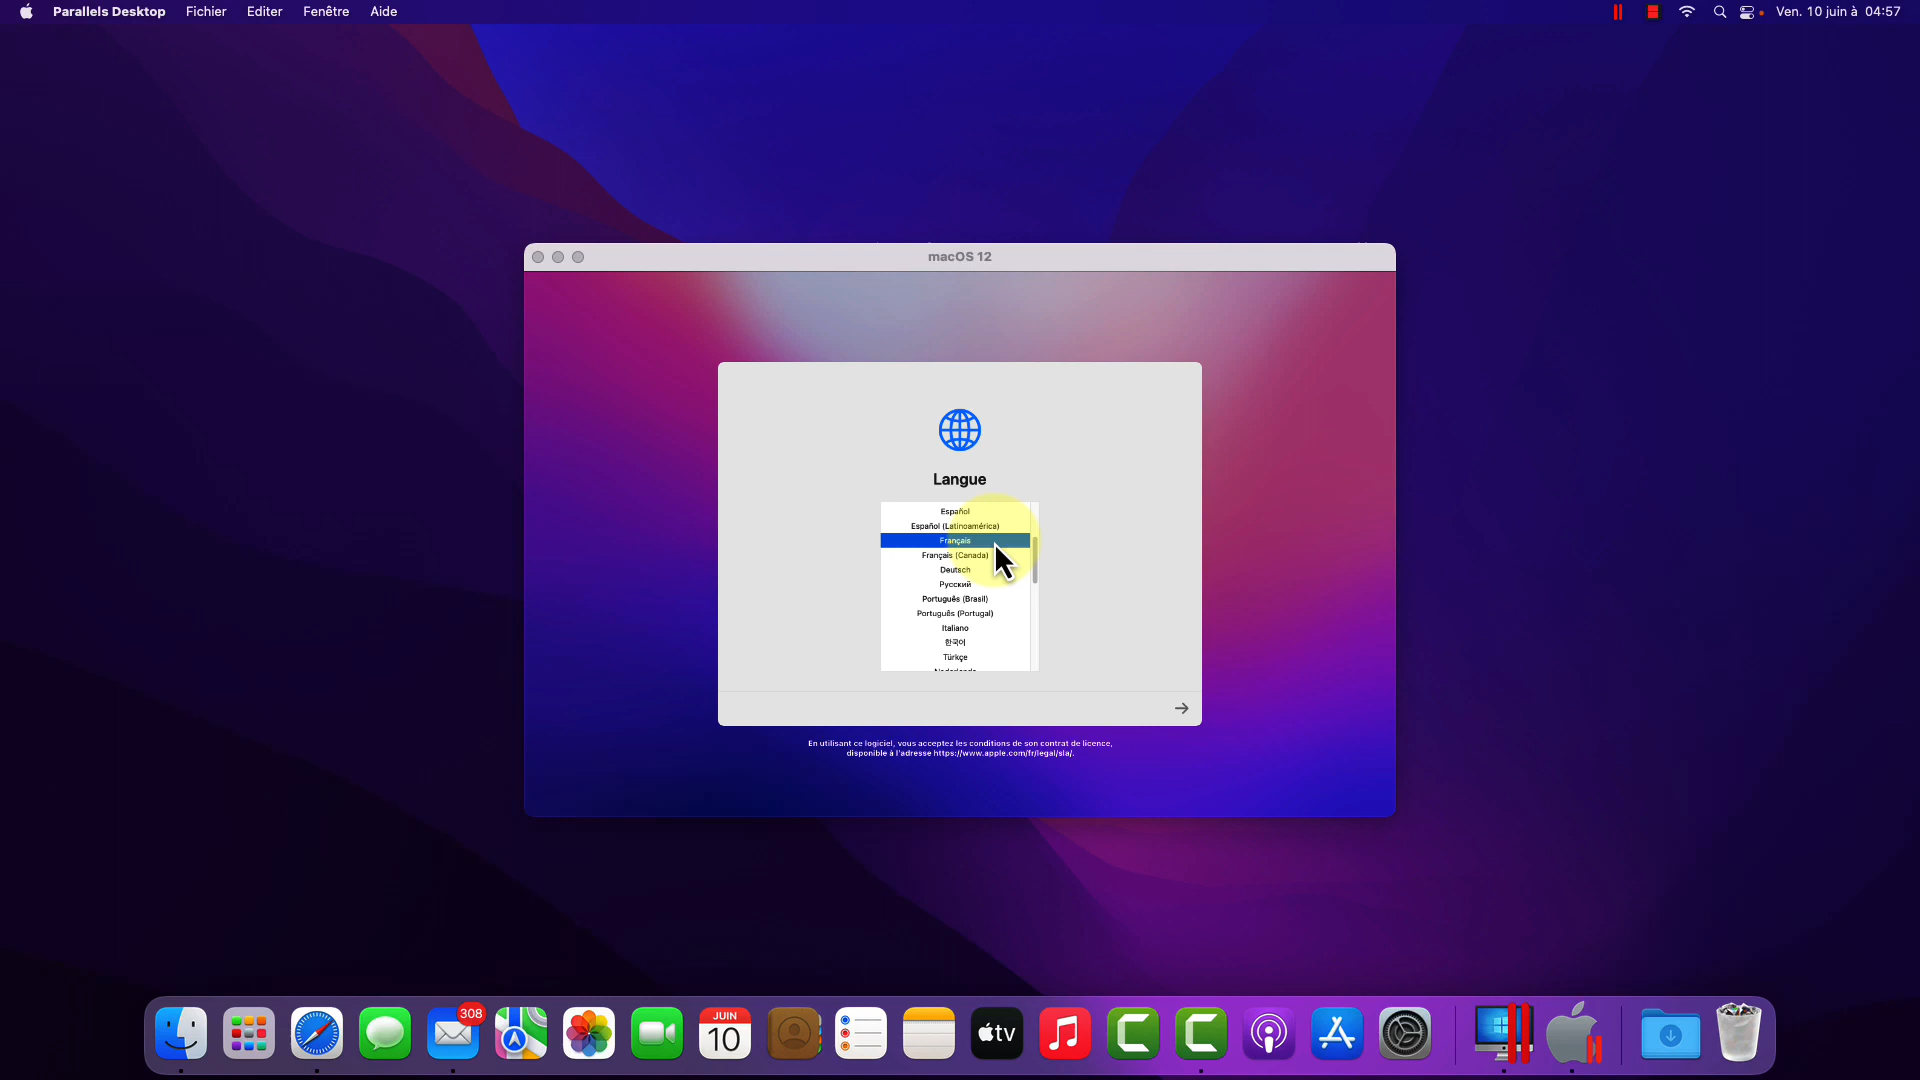 Parallels Desktop Fichier Editer Fenêtre Aide
Ven. 10 juin à 04:57
macOS 12
Langue
Español
Español (Latinoamérica)
Français
Français (Canada)
Deutsch
Русский
Português (Brasil)
Português (Portugal)
Italiano
한국어
Türkçe
Nederlands
En utilisant ce logiciel, vous acceptez les conditions de son contrat de licence,
disponible à l'adresse https://www.apple.com/fr/legal/sla/.
308
JUIN
10
tv